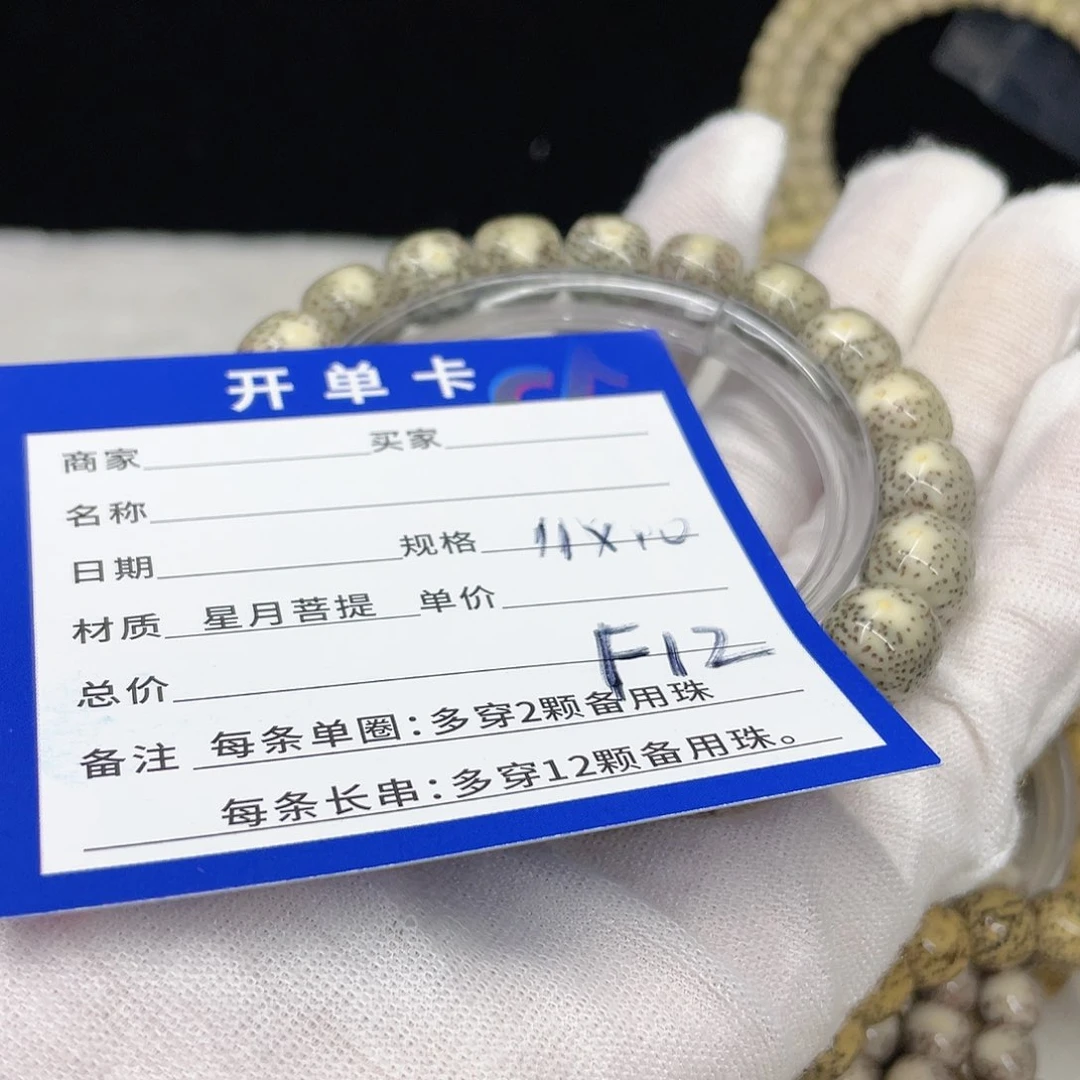 开单卡
商家 买家
名称
日期 规格 11X10
材质 星月菩提 单价
总价 F12
备注 每条单圈：多穿2颗备用珠
每条长串：多穿12颗备用珠。